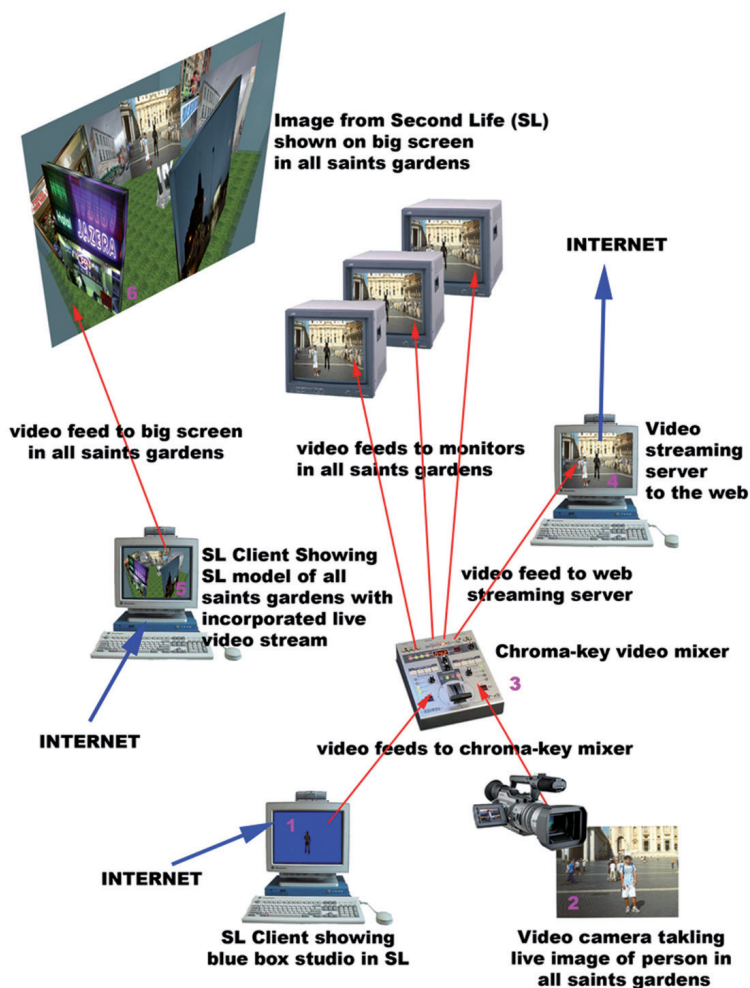 Image from Second Life (SL)
shown on big screen
in all saints gardens
INTERNET
Halal
JAZERA
6
video feed to big screen
in all saints gardens
video feeds to monitors
in all saints gardens
Video
streaming
server
to the web
4
SL Client Showing
SL model of all
saints gardens with
incorporated live
video stream
5
video feed to web
streaming server
Chroma-key video mixer
3
INTERNET
video feeds to chroma-key mixer
1
INTERNET
2
SL Client showing
blue box studio in SL
Video camera takling
live image of person in
all saints gardens